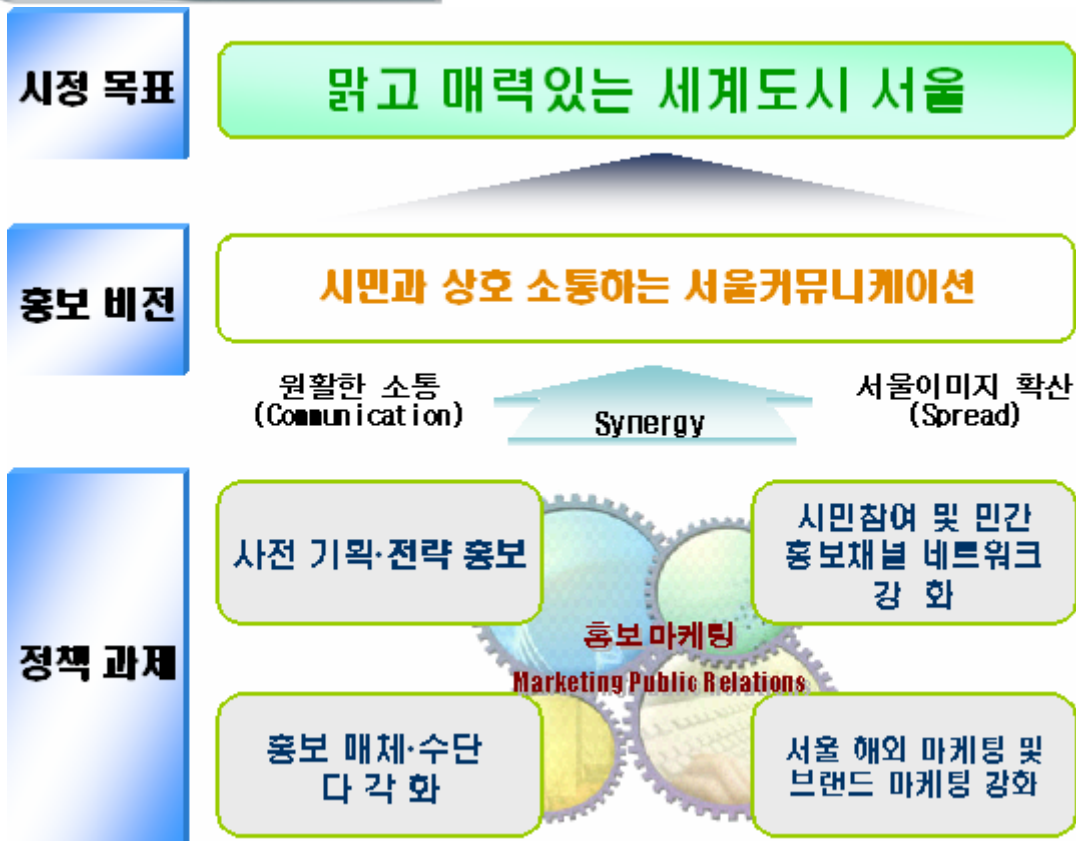 시정 목표
맑고 매력있는 세계도시 서울
홍보 비전
시민과 상호 소통하는 서울커뮤니케이션
원활한 소통
(Communication)
Synergy
서울이미지 확산
(Spread)
정책 과제
사전 기획·전략 홍보
시민참여 및 민간
홍보채널 네트워크
강 화
홍보 마케팅
Marketing Public Relations
홍보 매체·수단
다 각 화
서울 해외 마케팅 및
브랜드 마케팅 강화